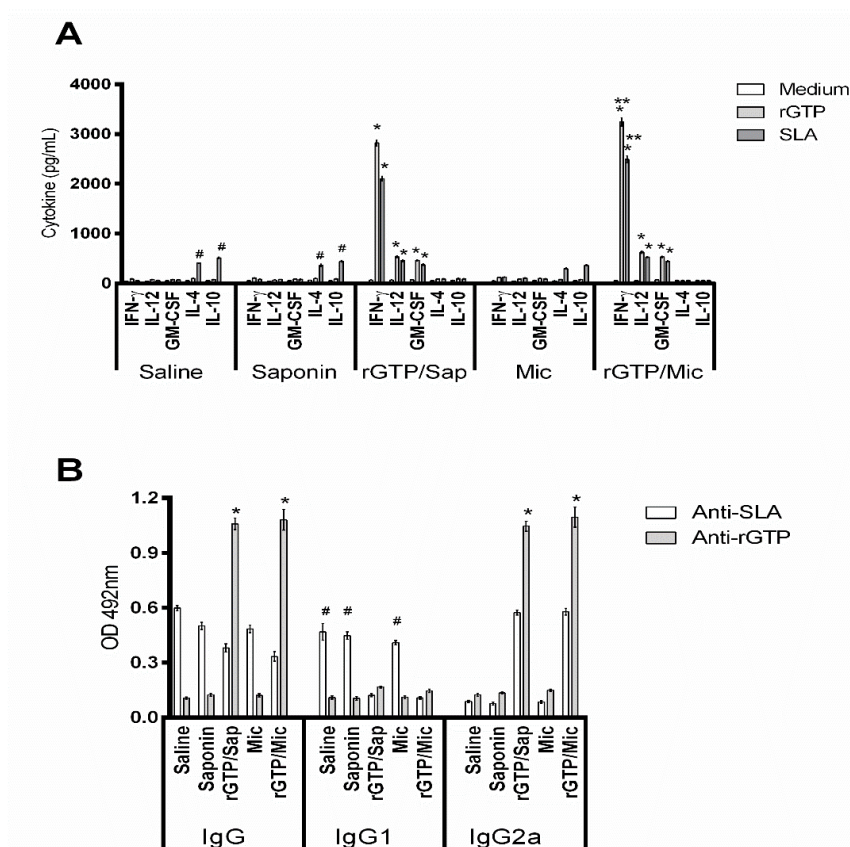 A
4000
3000
2000
1000
0
Cytokine (pg/mL)
Medium
rGTP
SLA
# # # # * * * * * * ** * ** * * * * *
IFN-γ IL-12 GM-CSF IL-4 IL-10 IFN-γ IL-12 GM-CSF IL-4 IL-10 IFN-γ IL-12 GM-CSF IL-4 IL-10 IFN-γ IL-12 GM-CSF IL-4 IL-10 IFN-γ IL-12 GM-CSF IL-4 IL-10
Saline Saponin rGTP/Sap Mic rGTP/Mic
B
1.2
0.9
0.6
0.3
0.0
OD 492nm
Anti-SLA
Anti-rGTP
* * # # # * *
Saline Saponin rGTP/Sap Mic rGTP/Mic Saline Saponin rGTP/Sap Mic rGTP/Mic Saline Saponin rGTP/Sap Mic rGTP/Mic
IgG IgG1 IgG2a